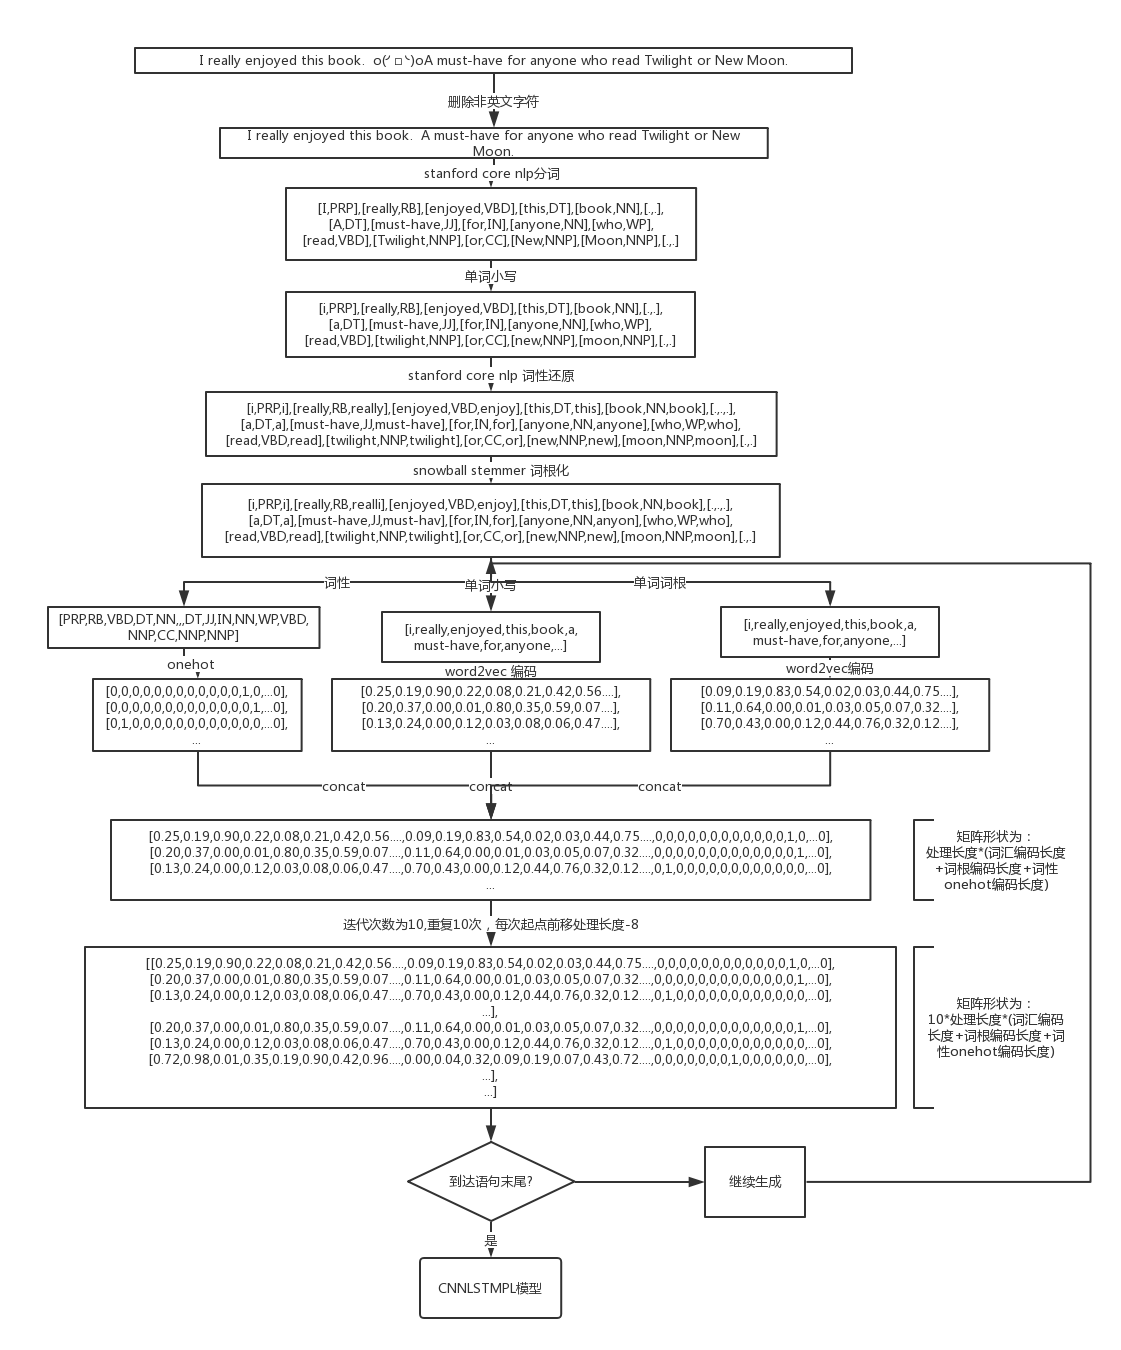 I really enjoyed this book.  o(╯□╰)oA must-have for anyone who read Twilight or New Moon.
删除非英文字符
I really enjoyed this book.  A must-have for anyone who read Twilight or New
Moon.
stanford core nlp分词
[I,PRP],[really,RB],[enjoyed,VBD],[this,DT],[book,NN],[.,.],
[A,DT],[must-have,JJ],[for,IN],[anyone,NN],[who,WP],
[read,VBD],[Twilight,NNP],[or,CC],[New,NNP],[Moon,NNP],[.,.]
单词小写
[i,PRP],[really,RB],[enjoyed,VBD],[this,DT],[book,NN],[.,.],
[a,DT],[must-have,JJ],[for,IN],[anyone,NN],[who,WP],
[read,VBD],[twilight,NNP],[or,CC],[new,NNP],[moon,NNP],[.,.]
stanford core nlp 词性还原
[i,PRP,i],[really,RB,really],[enjoyed,VBD,enjoy],[this,DT,this],[book,NN,book],[.,.,.],
[a,DT,a],[must-have,JJ,must-have],[for,IN,for],[anyone,NN,anyone],[who,WP,who],
[read,VBD,read],[twilight,NNP,twilight],[or,CC,or],[new,NNP,new],[moon,NNP,moon],[.,.]
snowball stemmer 词根化
[i,PRP,i],[really,RB,realli],[enjoyed,VBD,enjoy],[this,DT,this],[book,NN,book],[.,.,.],
[a,DT,a],[must-have,JJ,must-hav],[for,IN,for],[anyone,NN,anyon],[who,WP,who],
[read,VBD,read],[twilight,NNP,twilight],[or,CC,or],[new,NNP,new],[moon,NNP,moon],[.,.]
词性
单词小写
单词词根
[PRP,RB,VBD,DT,NN,,,DT,JJ,IN,NN,WP,VBD,
NNP,CC,NNP,NNP]
[i,really,enjoyed,this,book,a,
must-have,for,anyone,...]
[i,really,enjoyed,this,book,a,
must-have,for,anyone,...]
onehot
word2vec 编码
word2vec编码
[0,0,0,0,0,0,0,0,0,0,0,0,1,0,...0],
[0,0,0,0,0,0,0,0,0,0,0,0,0,1,...0],
[0,1,0,0,0,0,0,0,0,0,0,0,0,0,...0],
...
[0.25,0.19,0.90,0.22,0.08,0.21,0.42,0.56....],
[0.20,0.37,0.00,0.01,0.80,0.35,0.59,0.07....],
[0.13,0.24,0.00,0.12,0.03,0.08,0.06,0.47....],
...
[0.09,0.19,0.83,0.54,0.02,0.03,0.44,0.75....],
[0.11,0.64,0.00,0.01,0.03,0.05,0.07,0.32....],
[0.70,0.43,0.00,0.12,0.44,0.76,0.32,0.12....],
...
concat
concat
concat
[0.25,0.19,0.90,0.22,0.08,0.21,0.42,0.56....,0.09,0.19,0.83,0.54,0.02,0.03,0.44,0.75....,0,0,0,0,0,0,0,0,0,0,0,0,1,0,...0],
[0.20,0.37,0.00,0.01,0.80,0.35,0.59,0.07....,0.11,0.64,0.00,0.01,0.03,0.05,0.07,0.32....,0,0,0,0,0,0,0,0,0,0,0,0,0,1,...0],
[0.13,0.24,0.00,0.12,0.03,0.08,0.06,0.47....,0.70,0.43,0.00,0.12,0.44,0.76,0.32,0.12....,0,1,0,0,0,0,0,0,0,0,0,0,0,0,...0],
...
矩阵形状为：
处理长度*(词汇编码长度
+词根编码长度+词性
onehot编码长度)
迭代次数为10,重复10次，每次起点前移处理长度-8
[[0.25,0.19,0.90,0.22,0.08,0.21,0.42,0.56....,0.09,0.19,0.83,0.54,0.02,0.03,0.44,0.75....,0,0,0,0,0,0,0,0,0,0,0,0,1,0,...0],
[0.20,0.37,0.00,0.01,0.80,0.35,0.59,0.07....,0.11,0.64,0.00,0.01,0.03,0.05,0.07,0.32....,0,0,0,0,0,0,0,0,0,0,0,0,0,1,...0],
[0.13,0.24,0.00,0.12,0.03,0.08,0.06,0.47....,0.70,0.43,0.00,0.12,0.44,0.76,0.32,0.12....,0,1,0,0,0,0,0,0,0,0,0,0,0,0,...0],
...],
[0.20,0.37,0.00,0.01,0.80,0.35,0.59,0.07....,0.11,0.64,0.00,0.01,0.03,0.05,0.07,0.32....,0,0,0,0,0,0,0,0,0,0,0,0,0,1,...0],
[0.13,0.24,0.00,0.12,0.03,0.08,0.06,0.47....,0.70,0.43,0.00,0.12,0.44,0.76,0.32,0.12....,0,1,0,0,0,0,0,0,0,0,0,0,0,0,...0],
[0.72,0.98,0.01,0.35,0.19,0.90,0.42,0.96....,0.00,0.04,0.32,0.09,0.19,0.07,0.43,0.72....,0,0,0,0,0,0,0,1,0,0,0,0,0,0,...0],
...],
...]
矩阵形状为：
10*处理长度*(词汇编码
长度+词根编码长度+词
性onehot编码长度)
到达语句末尾?
继续生成
是
CNNLSTMPL模型